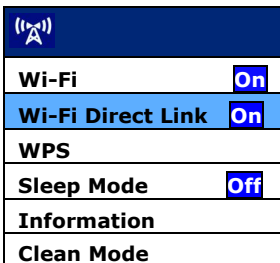 Wi-Fi On
Wi-Fi Direct Link On
WPS
Sleep Mode Off
Information
Clean Mode